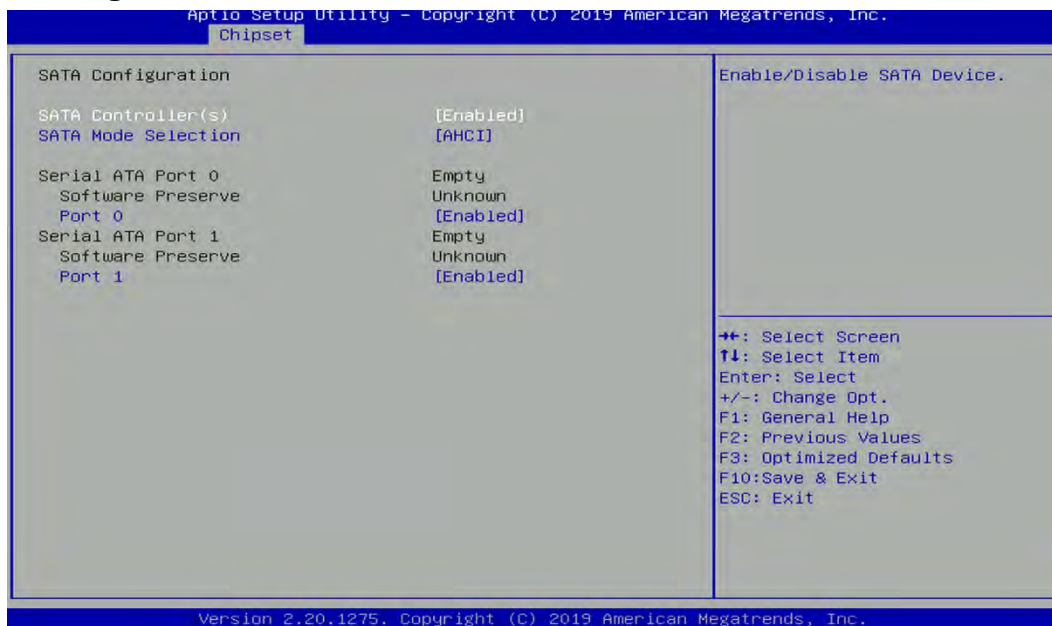 Aptio Setup Utility – Copyright (C) 2019 American Megatrends, Inc.
Chipset
SATA Configuration
SATA Controller(s) [Enabled]
SATA Mode Selection [AHCI]
Serial ATA Port 0 Empty
Software Preserve Unknown
Port 0 [Enabled]
Serial ATA Port 1 Empty
Software Preserve Unknown
Port 1 [Enabled]
Enable/Disable SATA Device.
→←: Select Screen
↑↓: Select Item
Enter: Select
+/-: Change Opt.
F1: General Help
F2: Previous Values
F3: Optimized Defaults
F10:Save & Exit
ESC: Exit
Version 2.20.1275. Copyright (C) 2019 American Megatrends, Inc.